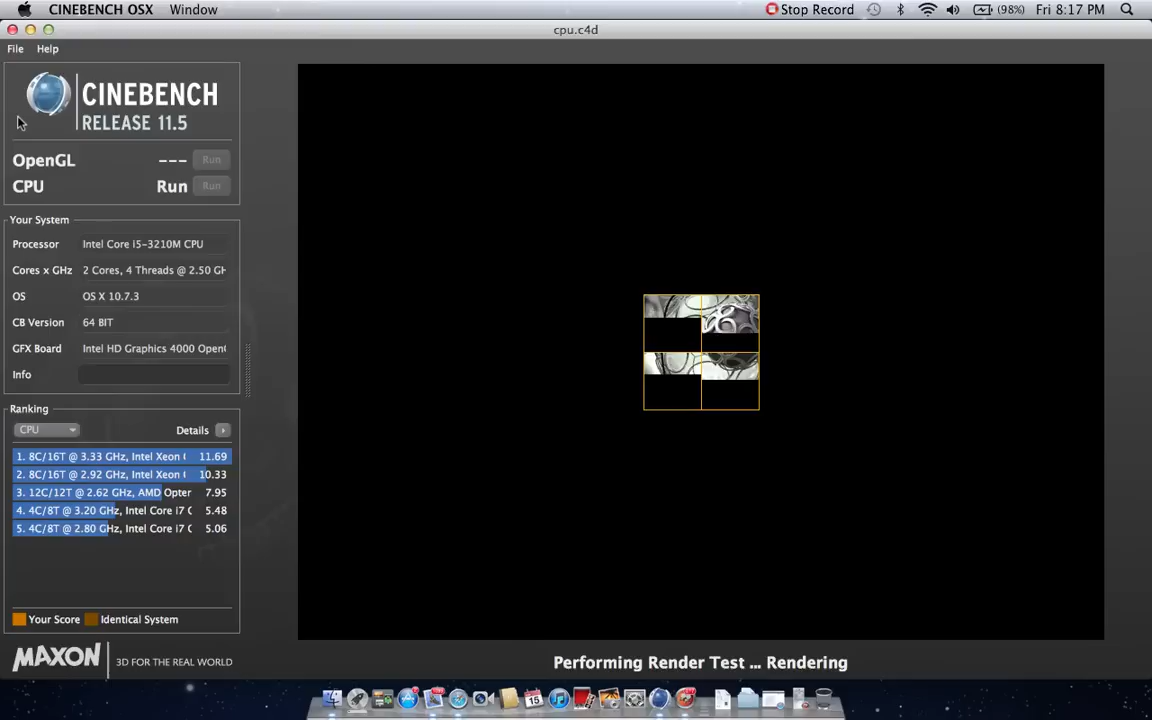 CINEBENCH OSX Window
Stop Record (98%) Fri 8:17 PM
cpu.c4d
File Help
CINEBENCH
RELEASE 11.5
OpenGL --- Run
CPU Run Run
Your System
Processor Intel Core i5-3210M CPU
Cores x GHz 2 Cores, 4 Threads @ 2.50 GH
OS OS X 10.7.3
CB Version 64 BIT
GFX Board Intel HD Graphics 4000 Open
Info
Ranking
CPU Details
1. 8C/16T @ 3.33 GHz, Intel Xeon 11.69
2. 8C/16T @ 2.92 GHz, Intel Xeon 10.33
3. 12C/12T @ 2.62 GHz, AMD Opter 7.95
4. 4C/8T @ 3.20 GHz, Intel Core i7 5.48
5. 4C/8T @ 2.80 GHz, Intel Core i7 5.06
Your Score Identical System
MAXON 3D FOR THE REAL WORLD
Performing Render Test ... Rendering
15